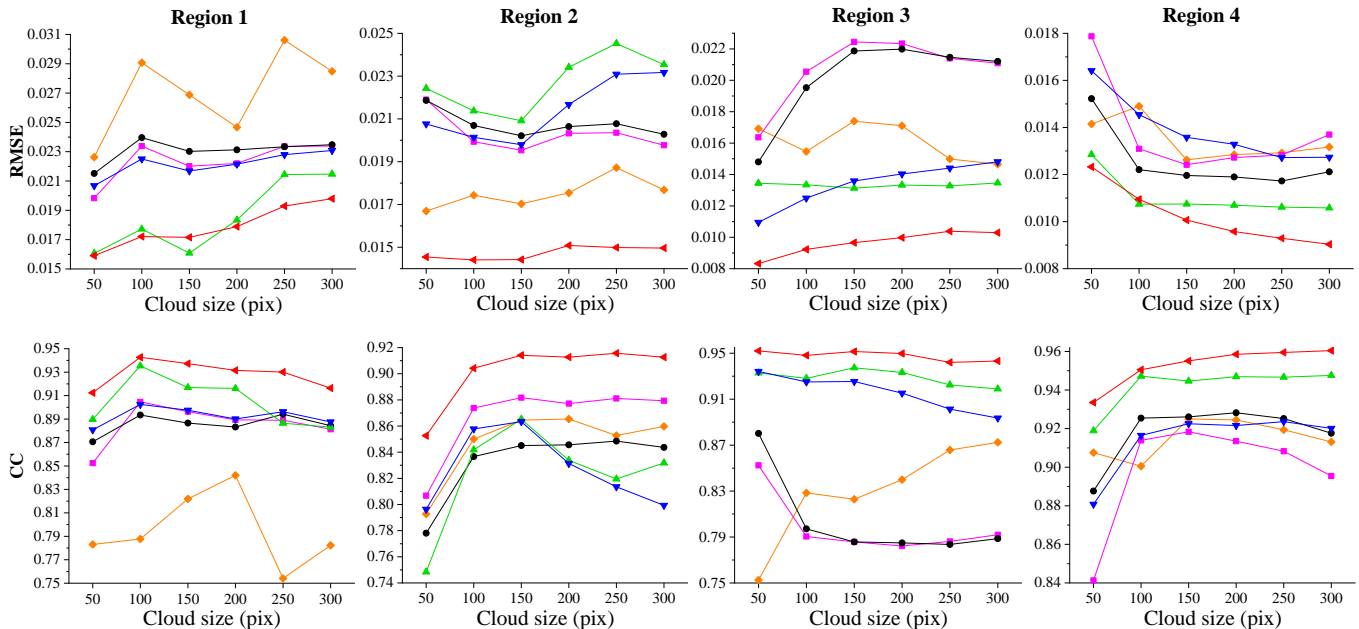 Region 1
Region 2
Region 3
Region 4
RMSE
0.031
0.029
0.027
0.025
0.023
0.021
0.019
0.017
0.015
50 100 150 200 250 300
Cloud size (pix)
0.025
0.023
0.021
0.019
0.017
0.015
50 100 150 200 250 300
Cloud size (pix)
0.022
0.020
0.018
0.016
0.014
0.012
0.010
0.008
50 100 150 200 250 300
Cloud size (pix)
0.018
0.016
0.014
0.012
0.010
0.008
50 100 150 200 250 300
Cloud size (pix)
CC
0.95
0.93
0.91
0.89
0.87
0.85
0.83
0.81
0.79
0.77
0.75
50 100 150 200 250 300
Cloud size (pix)
0.92
0.90
0.88
0.86
0.84
0.82
0.80
0.78
0.76
0.74
50 100 150 200 250 300
Cloud size (pix)
0.95
0.91
0.87
0.83
0.79
0.75
50 100 150 200 250 300
Cloud size (pix)
0.96
0.94
0.92
0.90
0.88
0.86
0.84
50 100 150 200 250 300
Cloud size (pix)